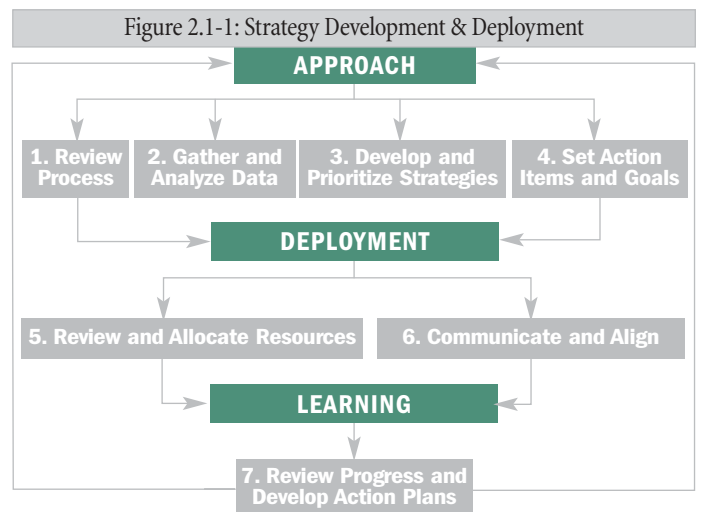 Figure 2.1-1: Strategy Development & Deployment
APPROACH
1. Review
Process
2. Gather and
Analyze Data
3. Develop and
Prioritize Strategies
4. Set Action
Items and Goals
DEPLOYMENT
5. Review and Allocate Resources
6. Communicate and Align
LEARNING
7. Review Progress and
Develop Action Plans